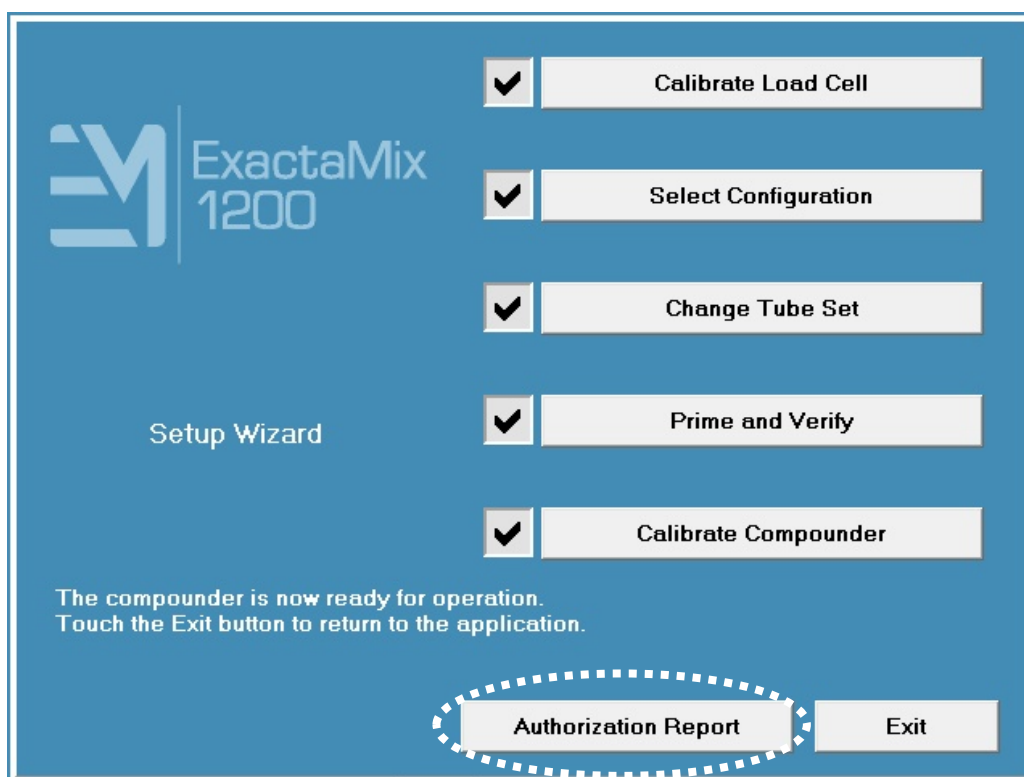 Calibrate Load Cell
EM ExactaMix
1200
Select Configuration
Change Tube Set
Setup Wizard
Prime and Verify
Calibrate Compounder
The compounder is now ready for operation.
Touch the Exit button to return to the application.
Authorization Report
Exit